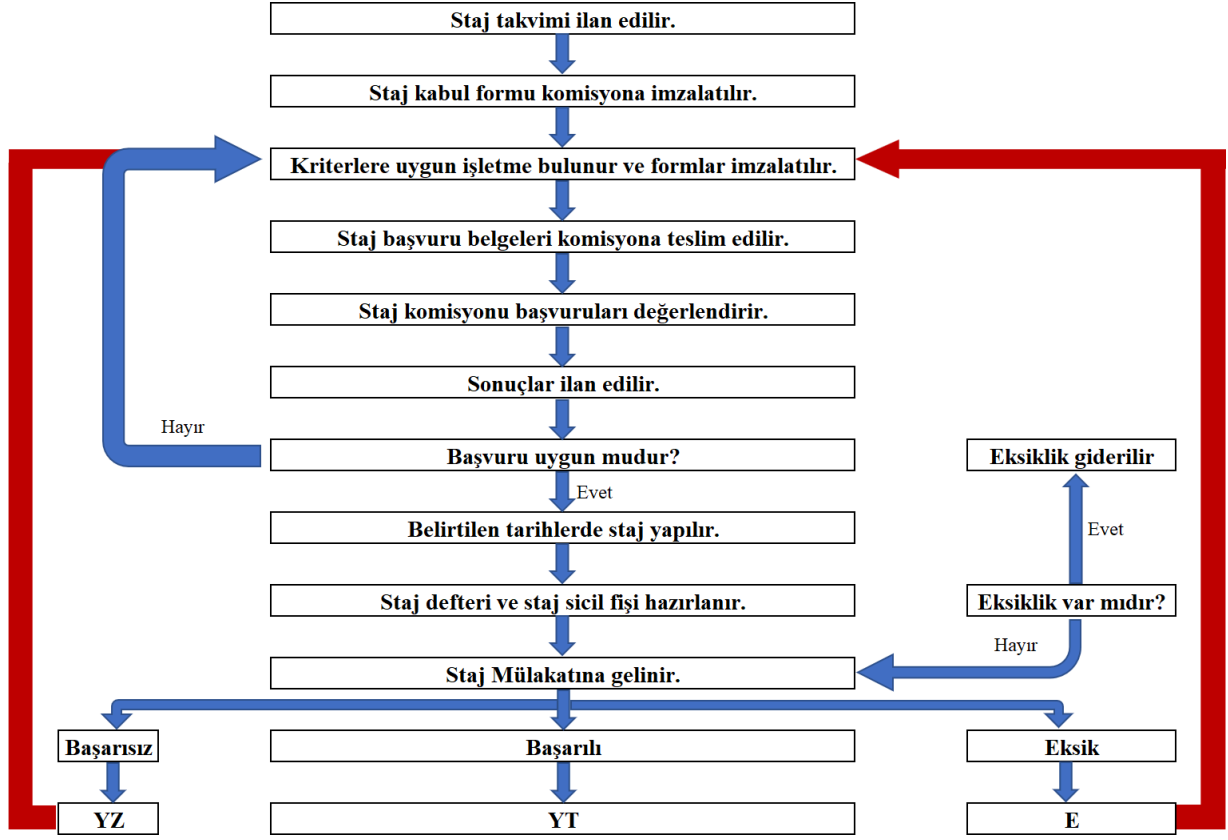 Staj takvimi ilan edilir.
Staj kabul formu komisyona imzalatılır.
Kriterlere uygun işletme bulunur ve formlar imzalatılır.
Staj başvuru belgeleri komisyona teslim edilir.
Staj komisyonu başvuruları değerlendirir.
Sonuçlar ilan edilir.
Hayır
Başvuru uygun mudur?
Eksiklik giderilir
Evet
Belirtilen tarihlerde staj yapılır.
Evet
Staj defteri ve staj sicil fişi hazırlanır.
Eksiklik var mıdır?
Hayır
Staj Mülakatına gelinir.
Başarısız
Başarılı
Eksik
YZ
YT
E